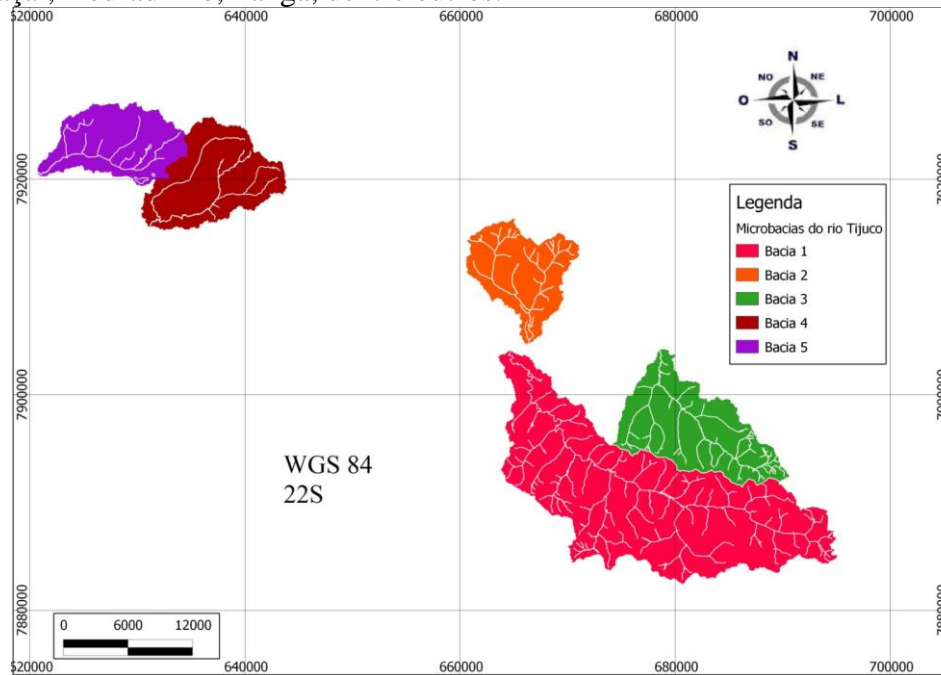 620000
640000
660000
680000
700000
N
NO
NE
O
L
SO
SE
S
7920000
7920000
Legenda
Microbacias do rio Tijuco
Bacia 1
Bacia 2
Bacia 3
Bacia 4
Bacia 5
7900000
WGS 84
22S
0 6000 12000
7880000
7880000
620000
640000
660000
680000
700000